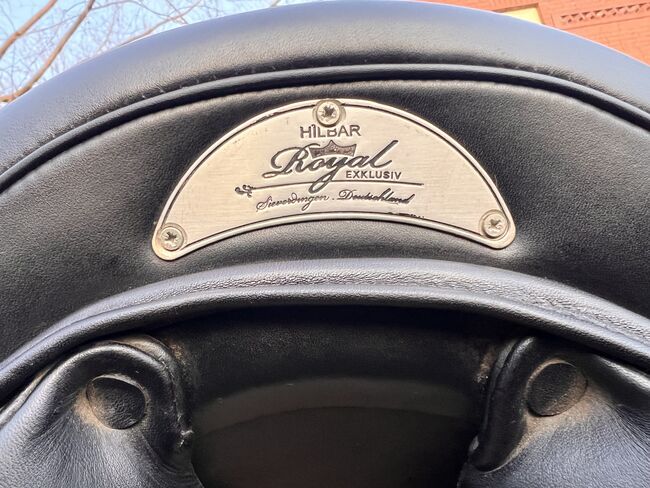 HILBAR
Royal
EXKLUSIV
Sieverdingen . Deutschland